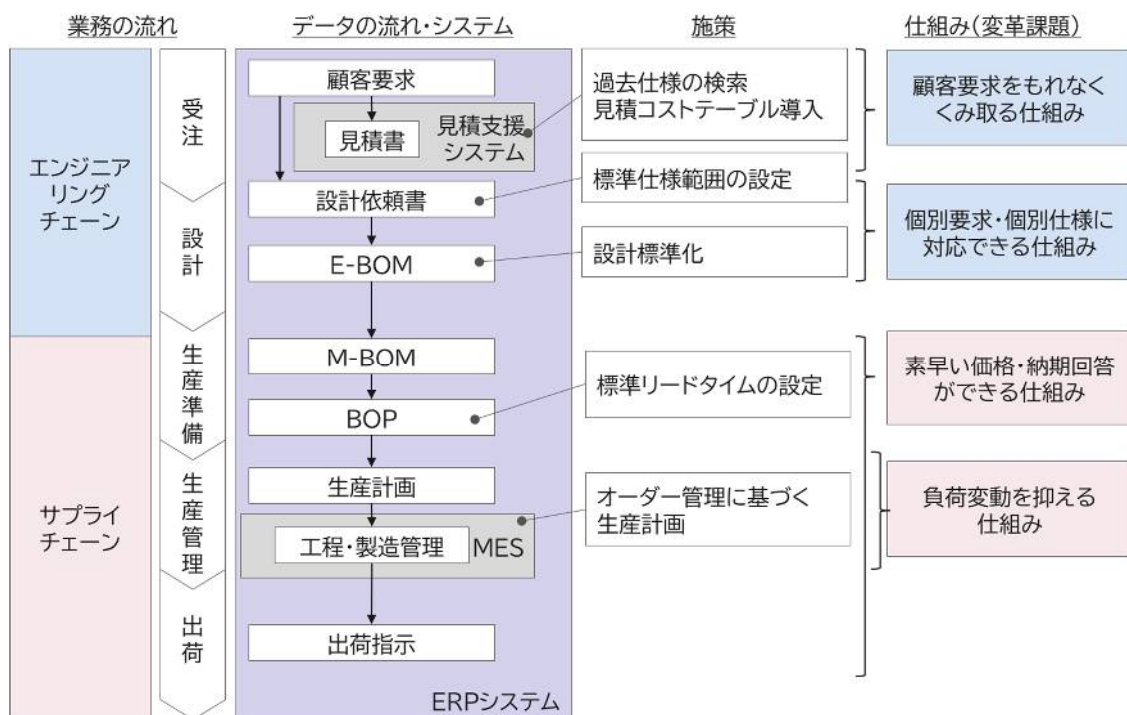 業務の流れ
データの流れ・システム
施策
仕組み(変革課題)
エンジニア
リング
チェーン
サプライ
チェーン
受注
設計
生産準備
生産管理
出荷
顧客要求
見積書
見積支援
システム
設計依頼書
E-BOM
M-BOM
BOP
生産計画
工程・製造管理
MES
出荷指示
ERPシステム
過去仕様の検索
見積コストテーブル導入
標準仕様範囲の設定
設計標準化
標準リードタイムの設定
オーダー管理に基づく
生産計画
顧客要求をもれなく
くみ取る仕組み
個別要求・個別仕様に
対応できる仕組み
素早い価格・納期回答
ができる仕組み
負荷変動を抑える
仕組み